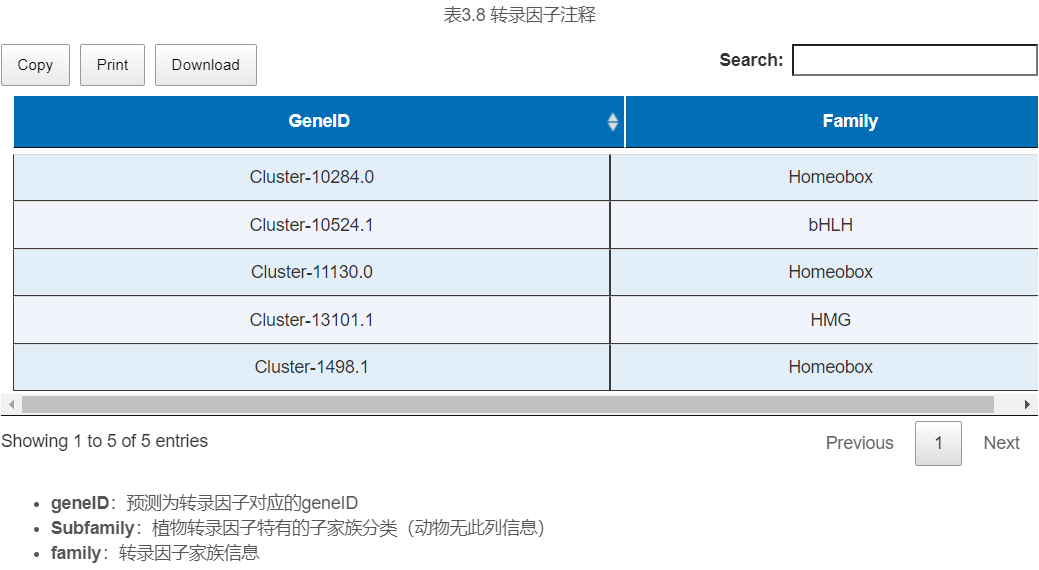 表3.8 转录因子注释
Copy Print Download Search:
GeneID Family
Cluster-10284.0 Homeobox
Cluster-10524.1 bHLH
Cluster-11130.0 Homeobox
Cluster-13101.1 HMG
Cluster-1498.1 Homeobox
Showing 1 to 5 of 5 entries Previous 1 Next
• geneID：预测为转录因子对应的geneID
• Subfamily：植物转录因子特有的子家族分类（动物无此列信息）
• family：转录因子家族信息